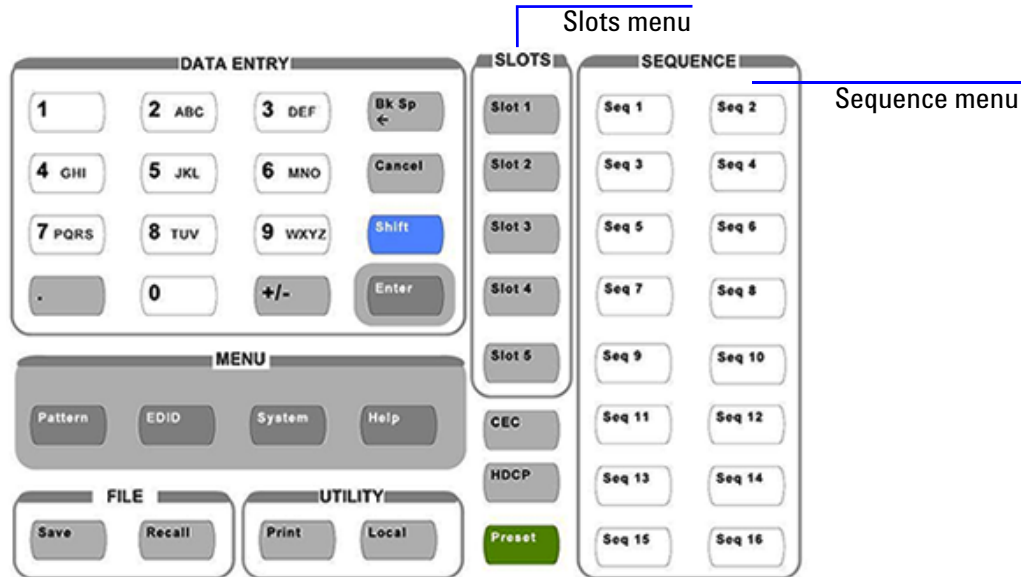 Slots menu
DATA ENTRY
1
2 ABC
3 DEF
Bk Sp
←
4 GHI
5 JKL
6 MNO
Cancel
7 PQRS
8 TUV
9 WXYZ
Shift
.
0
+/-
Enter
MENU
Pattern
EDID
System
Help
FILE
Save
Recall
UTILITY
Print
Local
SLOTS
Slot 1
Slot 2
Slot 3
Slot 4
Slot 5
CEC
HDCP
Preset
SEQUENCE
Sequence menu
Seq 1
Seq 2
Seq 3
Seq 4
Seq 5
Seq 6
Seq 7
Seq 8
Seq 9
Seq 10
Seq 11
Seq 12
Seq 13
Seq 14
Seq 15
Seq 16